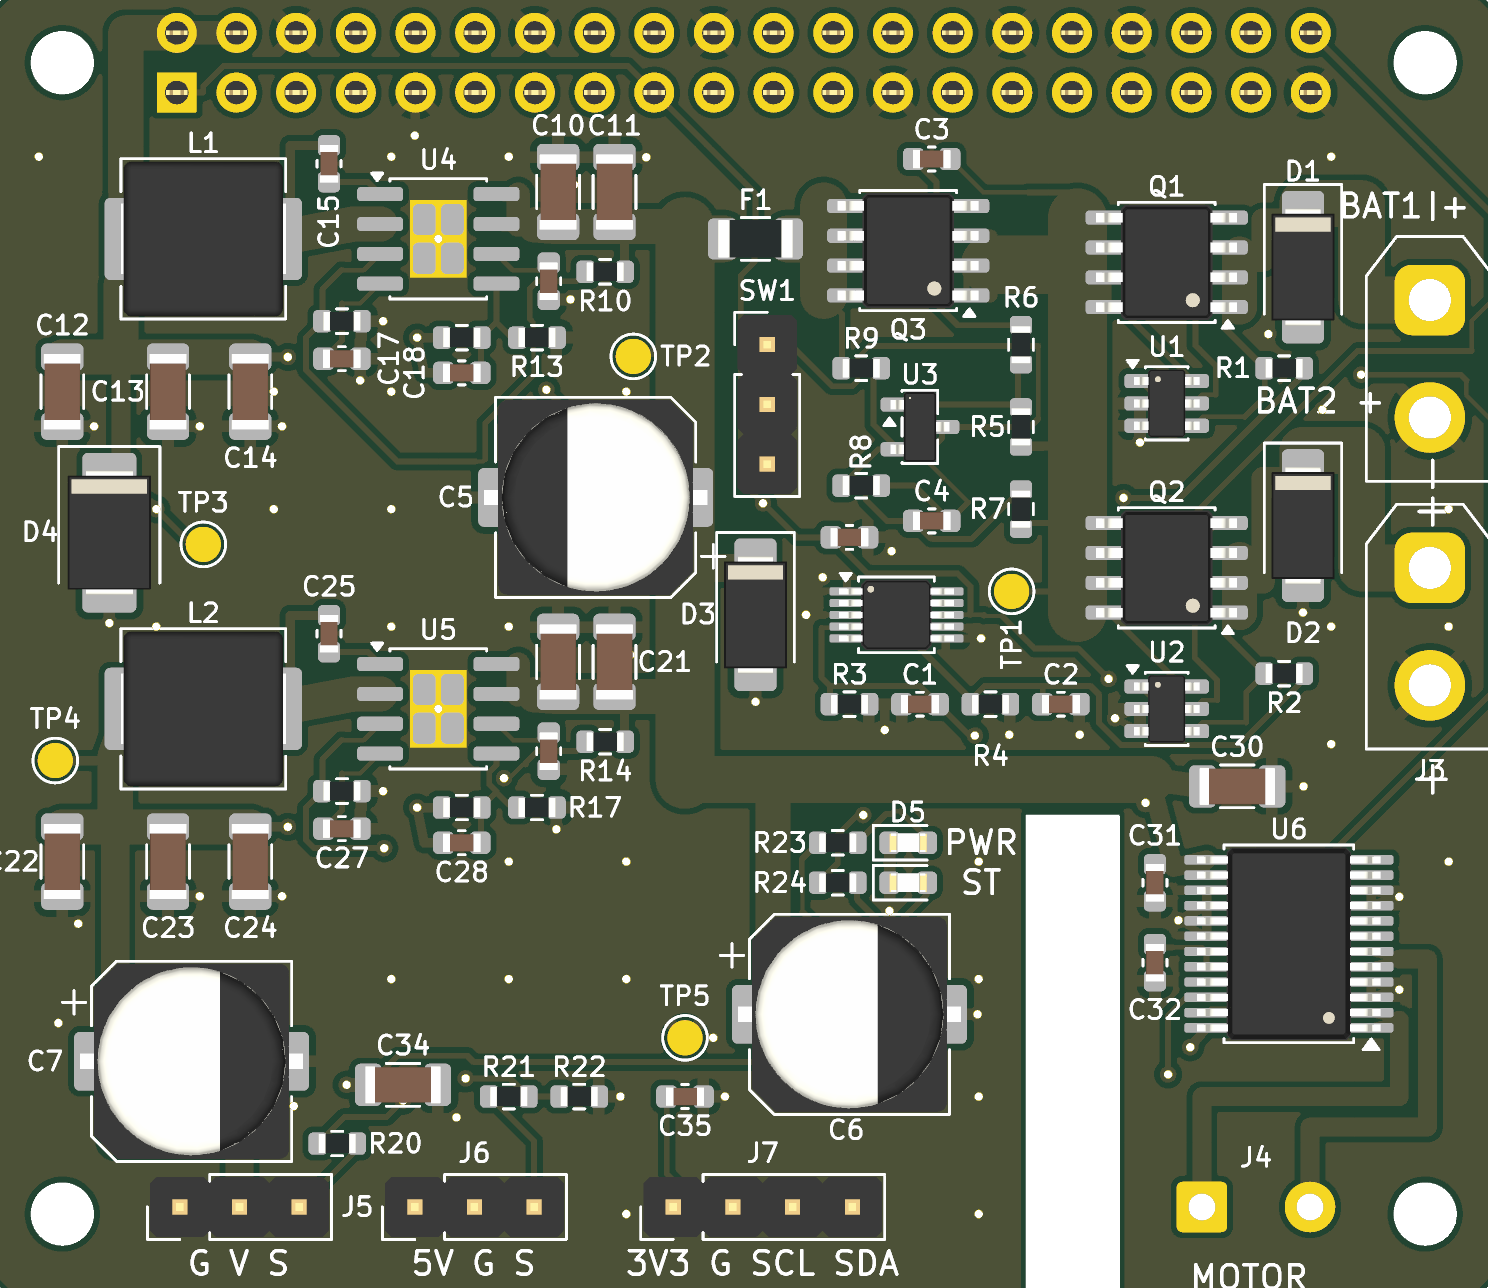 C10 C11
C3
L1
U4
D1
Q1
F1
BAT1|+
C15
SW1
R10
R6
C12
Q3
R9
U1
C17
TP2
R13
C18
U3
R1
C13
BAT2 +
R5
R8
C14
C5
Q2
C4
TP3
R7
+
D4
+
C25
L2
D3
U5
D2
TP1
U2
C21
R3 C1 C2
R2
TP4
C30
R4
R14
J3
+
R17
D5
U6
R23
PWR
C31
C22
C27
C28
R24
ST
C23 C24
+
TP5
+
C32
C34
C7
R21 R22
C35
C6
R20
J6
J7
J4
J5
G V S
5V G S
3V3 G SCL SDA
MOTOR